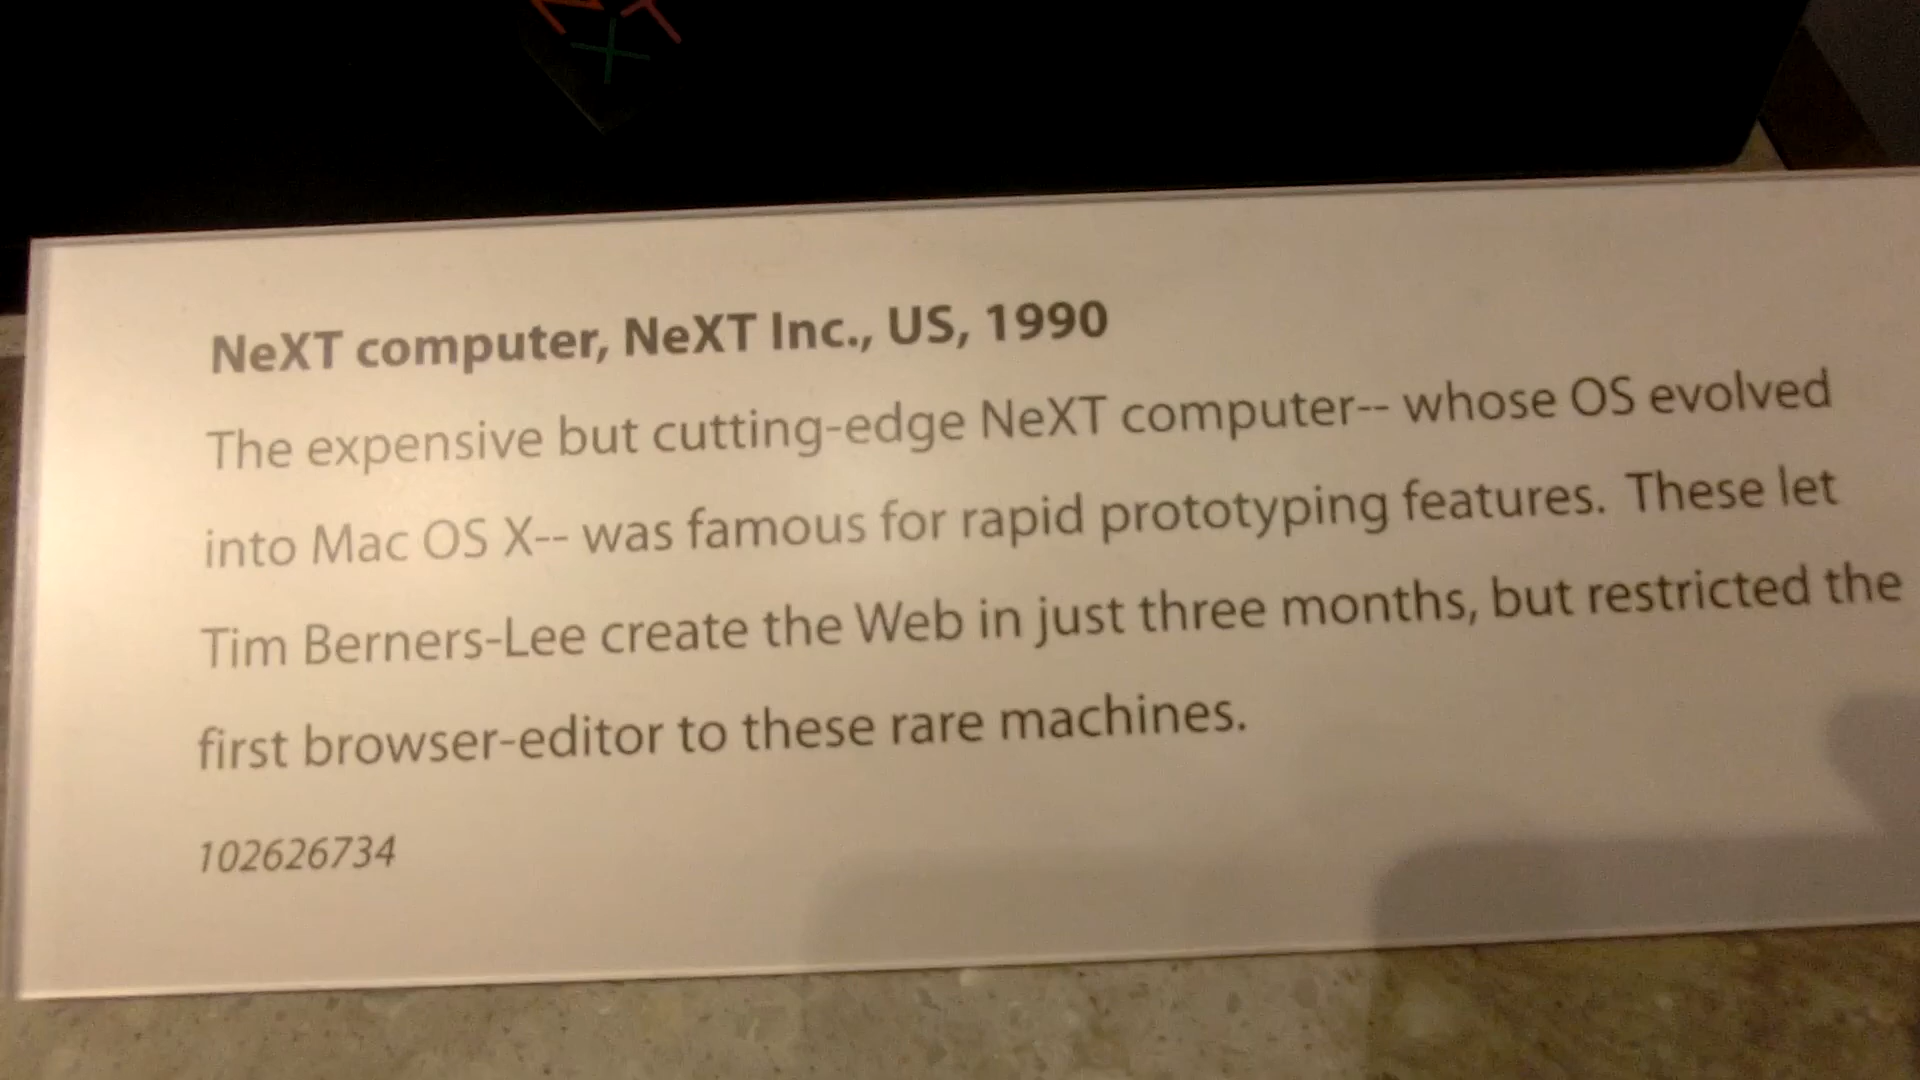 NeXT computer, NeXT Inc., US, 1990
The expensive but cutting-edge NeXT computer-- whose OS evolved
into Mac OS X-- was famous for rapid prototyping features. These let
Tim Berners-Lee create the Web in just three months, but restricted the
first browser-editor to these rare machines.
102626734